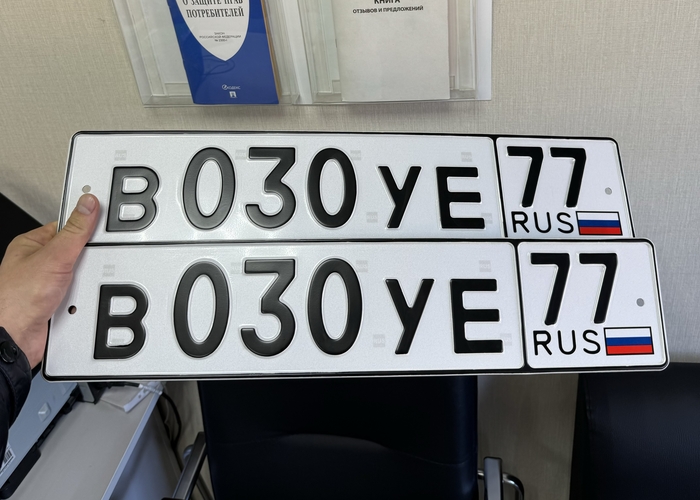 О ЗАЩИТЕ ПРАВ
ПОТРЕБИТЕЛЕЙ
КНИГА
ОТЗЫВОВ И ПРЕДЛОЖЕНИЙ
В 030 УЕ 77
RUS
В 030 УЕ 77
RUS